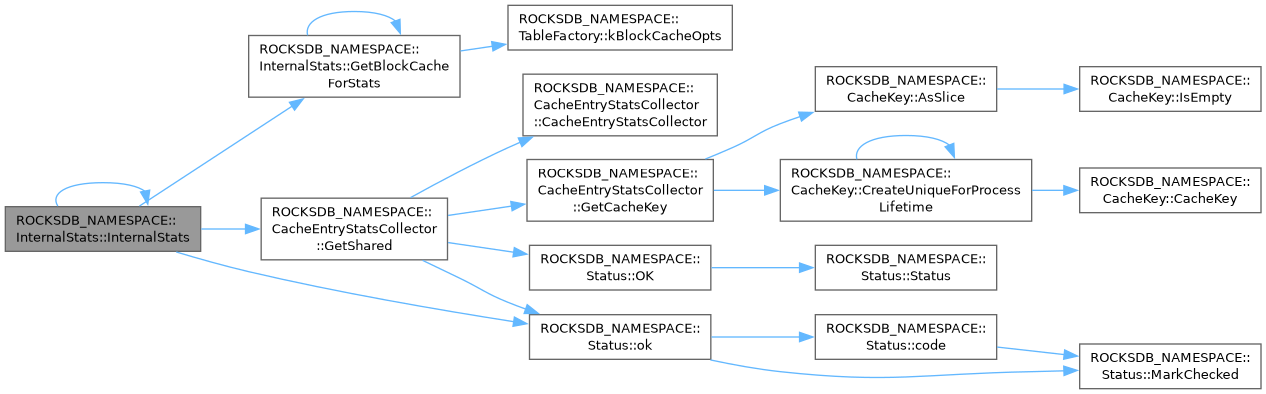 ROCKSDB_NAMESPACE::
InternalStats::InternalStats
ROCKSDB_NAMESPACE::
InternalStats::GetBlockCache
ForStats
ROCKSDB_NAMESPACE::
TableFactory::kBlockCacheOpts
ROCKSDB_NAMESPACE::
CacheEntryStatsCollector
::GetShared
ROCKSDB_NAMESPACE::
CacheEntryStatsCollector
::CacheEntryStatsCollector
ROCKSDB_NAMESPACE::
CacheEntryStatsCollector
::GetCacheKey
ROCKSDB_NAMESPACE::
CacheKey::AsSlice
ROCKSDB_NAMESPACE::
CacheKey::IsEmpty
ROCKSDB_NAMESPACE::
CacheKey::CreateUniqueForProcess
Lifetime
ROCKSDB_NAMESPACE::
CacheKey::CacheKey
ROCKSDB_NAMESPACE::
Status::OK
ROCKSDB_NAMESPACE::
Status::Status
ROCKSDB_NAMESPACE::
Status::ok
ROCKSDB_NAMESPACE::
Status::code
ROCKSDB_NAMESPACE::
Status::MarkChecked